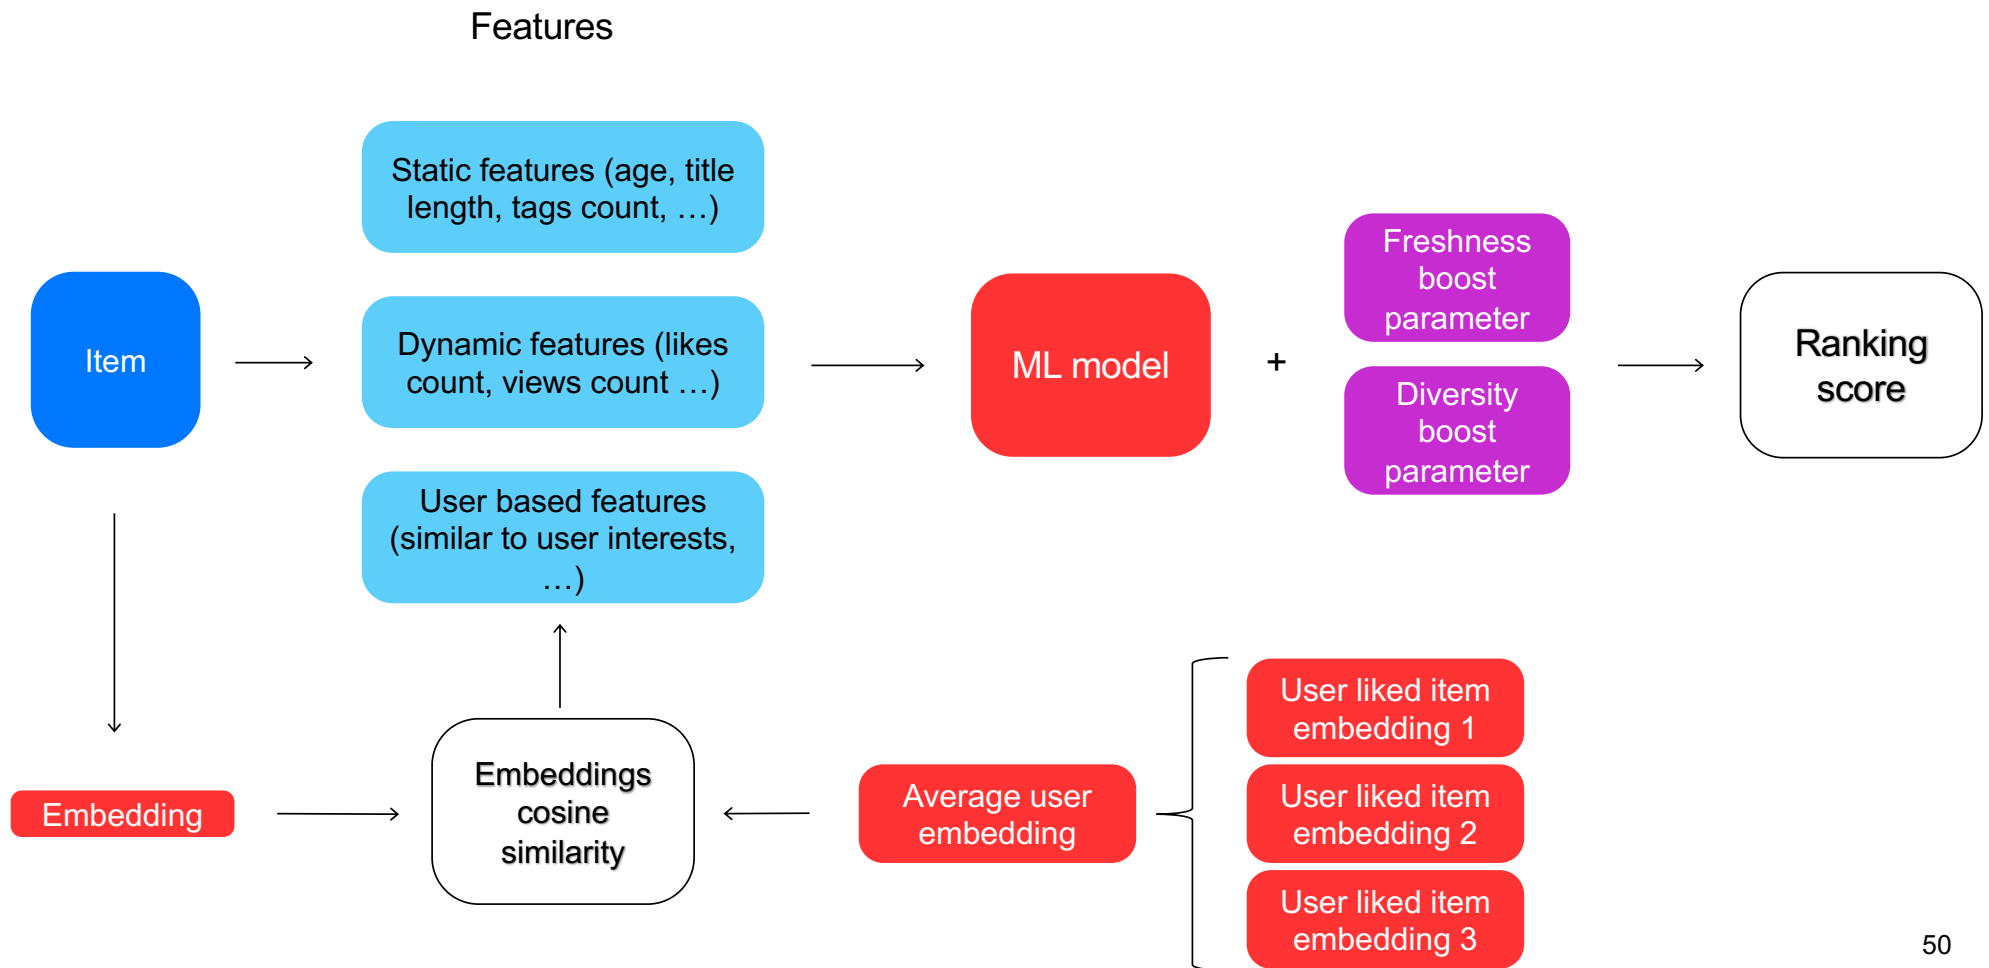 Features
Static features (age, title
length, tags count, …)
Item
Dynamic features (likes
count, views count …)
User based features
(similar to user interests,
…)
ML model
+
Freshness
boost
parameter
Diversity
boost
parameter
Ranking
score
Embedding
Embeddings
cosine
similarity
Average user
embedding
User liked item
embedding 1
User liked item
embedding 2
User liked item
embedding 3
50